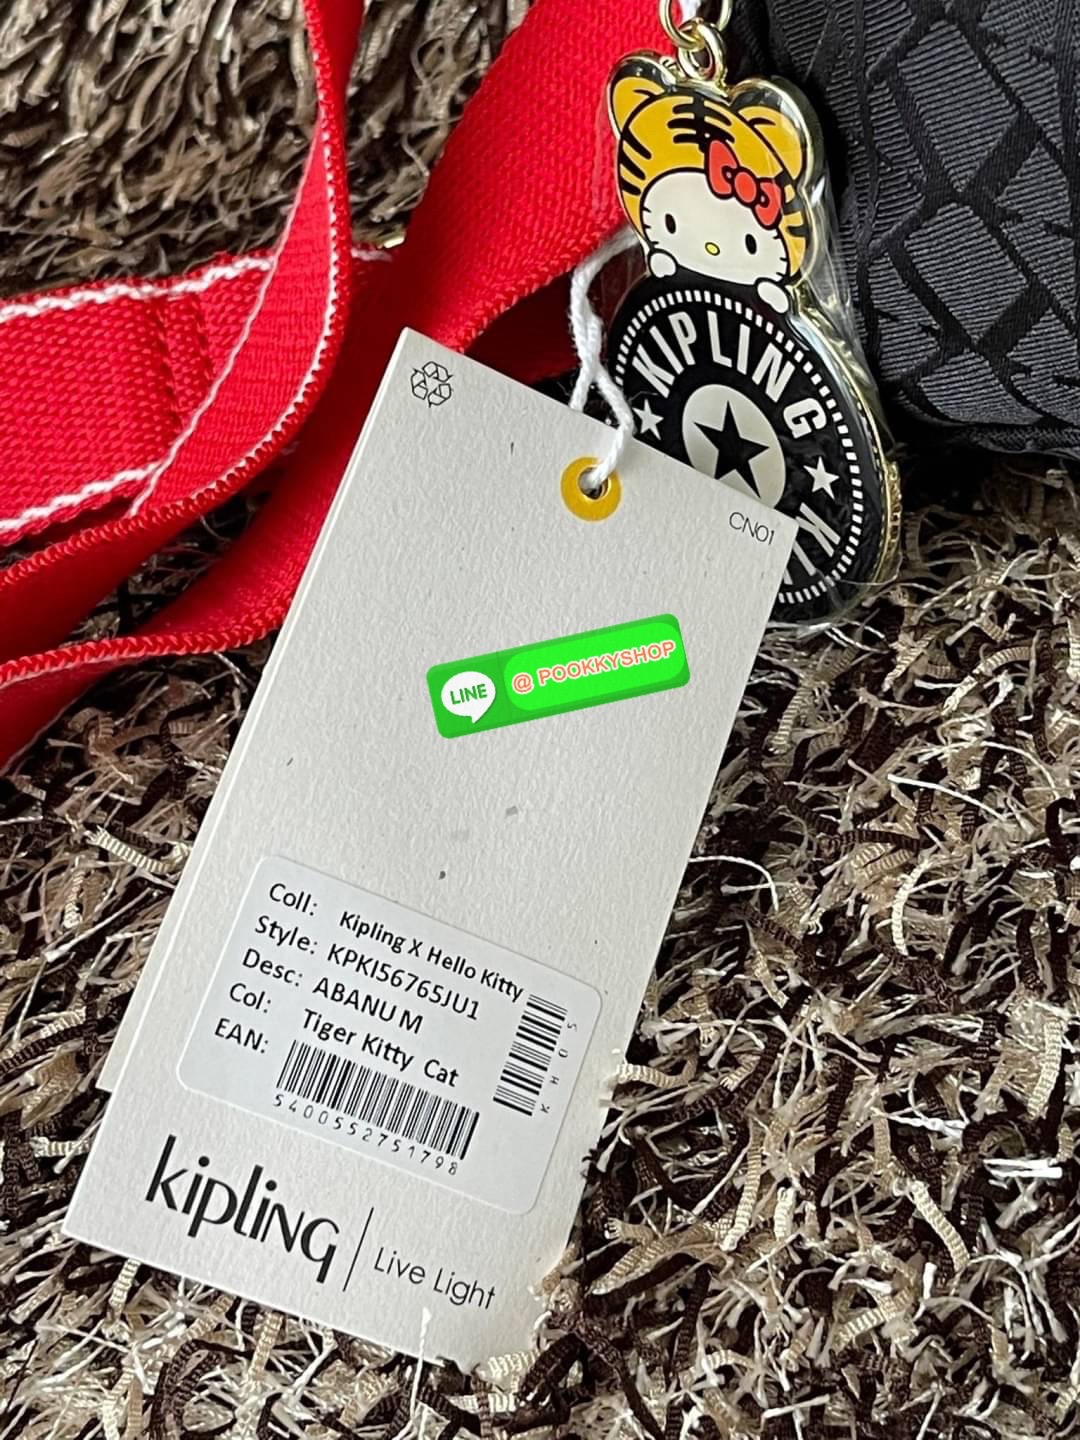 KIPLING
CN01
LINE @ POOKKYSHOP
Coll: Kipling X Hello Kitty
Style: KPKI56765JU1
Desc: ABANU M
Col: Tiger Kitty Cat
EAN:
5400552751798
kipling | Live Light